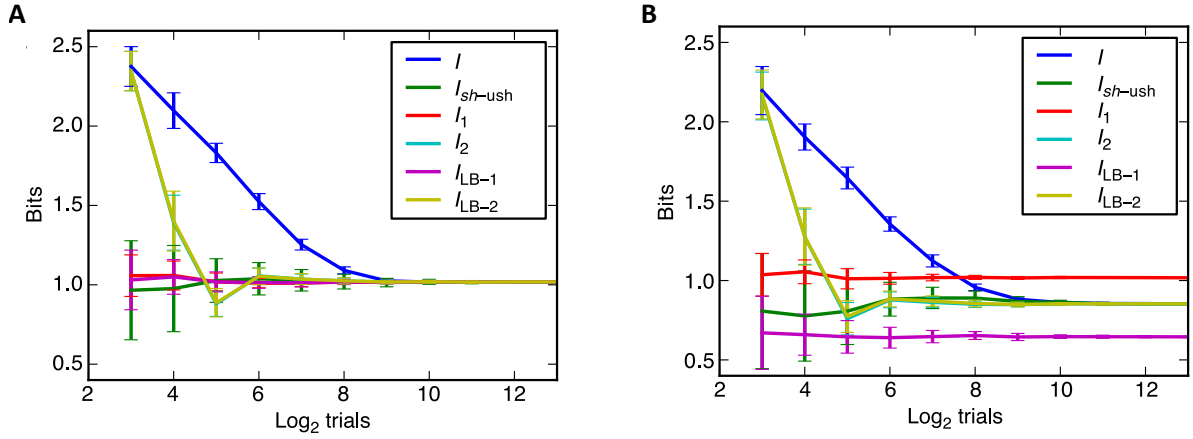 A
2.5
2.0
1.5
1.0
0.5
Bits
2 4 6 8 10 12
Log2 trials
I
Ish–ush
I1
I2
ILB–1
ILB–2
B
2.5
2.0
1.5
1.0
0.5
Bits
2 4 6 8 10 12
Log2 trials
I
Ish–ush
I1
I2
ILB–1
ILB–2